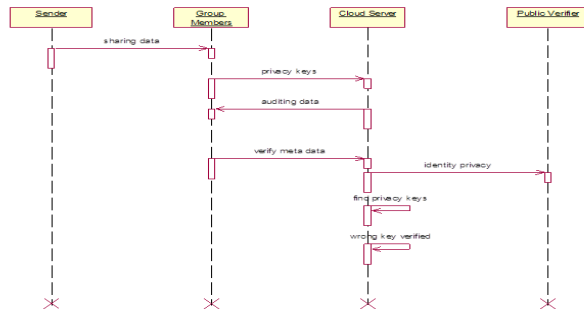 Sender
Group
Members
Cloud Server
Public Verifier
sharing data
privacy keys
auditing data
verify meta data
identity privacy
find privacy keys
wrong key verified